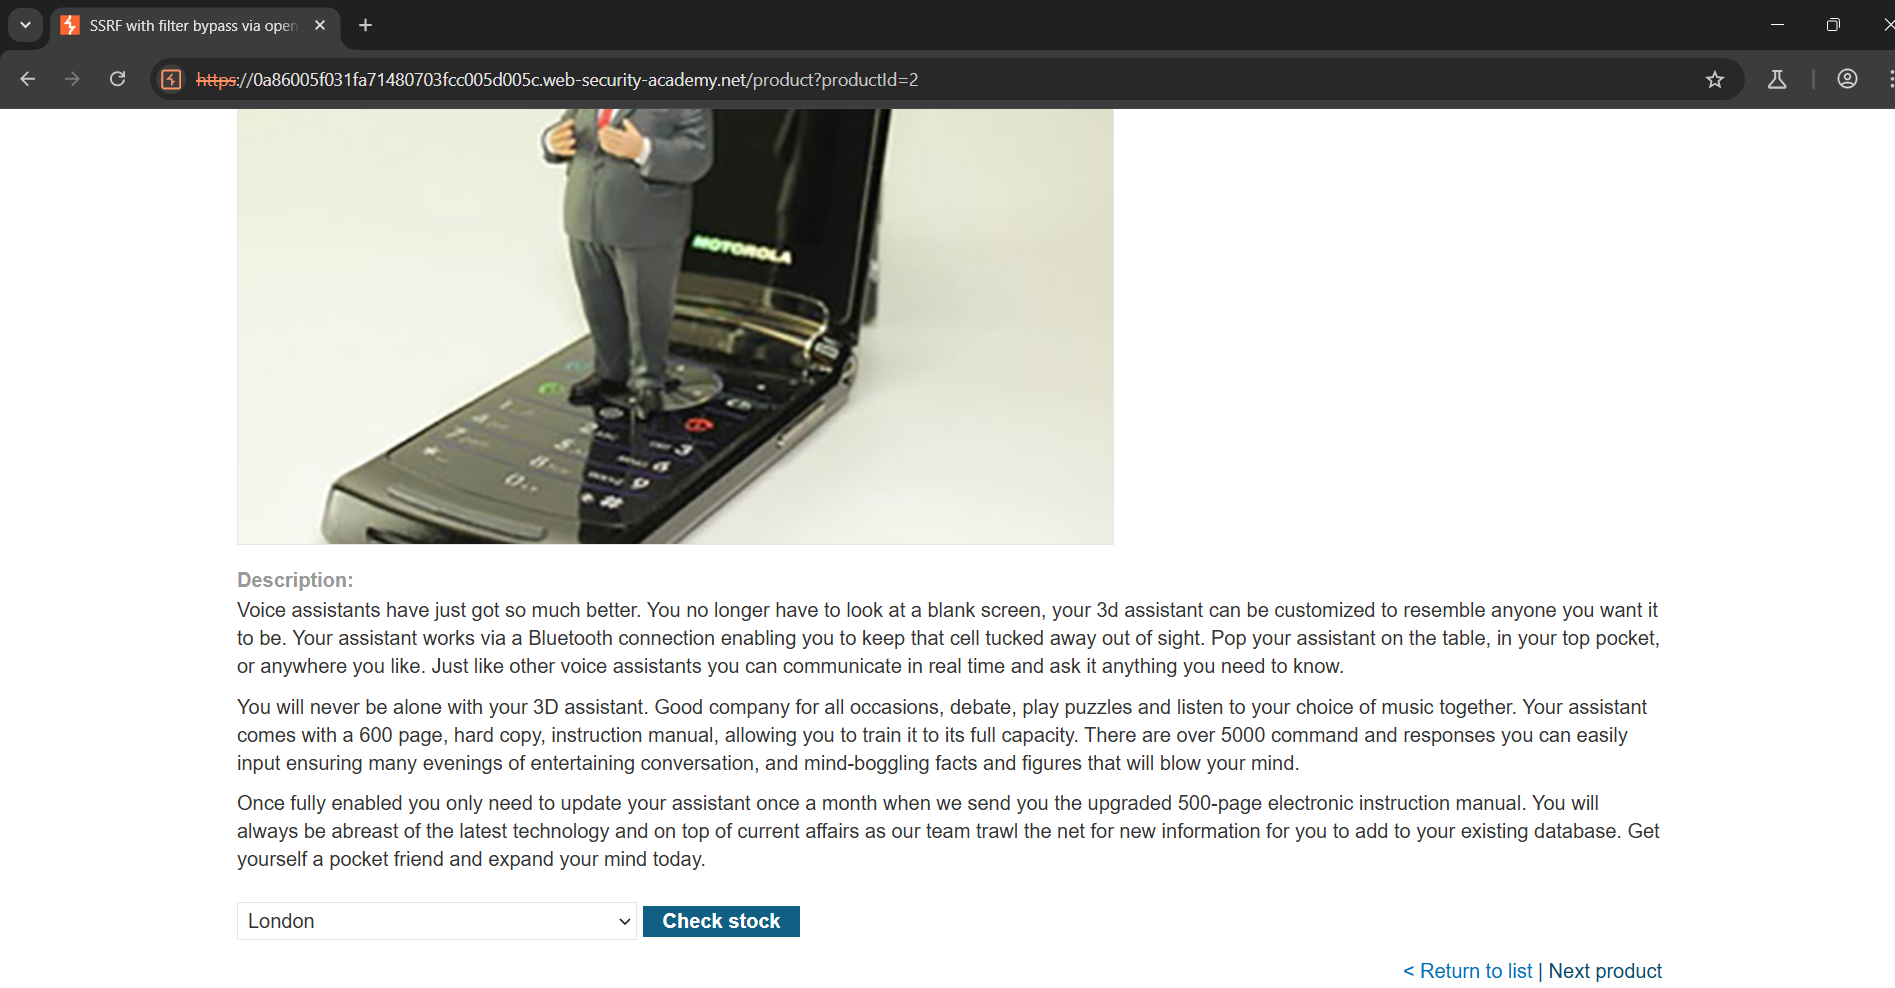 SSRF with filter bypass via open
https://0a86005f031fa71480703fcc005d005c.web-security-academy.net/product?productId=2
MOTOROLA
2
3
4
5
6
7
8
9
*
0
#
Description:
Voice assistants have just got so much better. You no longer have to look at a blank screen, your 3d assistant can be customized to resemble anyone you want it
to be. Your assistant works via a Bluetooth connection enabling you to keep that cell tucked away out of sight. Pop your assistant on the table, in your top pocket,
or anywhere you like. Just like other voice assistants you can communicate in real time and ask it anything you need to know.
You will never be alone with your 3D assistant. Good company for all occasions, debate, play puzzles and listen to your choice of music together. Your assistant
comes with a 600 page, hard copy, instruction manual, allowing you to train it to its full capacity. There are over 5000 command and responses you can easily
input ensuring many evenings of entertaining conversation, and mind-boggling facts and figures that will blow your mind.
Once fully enabled you only need to update your assistant once a month when we send you the upgraded 500-page electronic instruction manual. You will
always be abreast of the latest technology and on top of current affairs as our team trawl the net for new information for you to add to your existing database. Get
yourself a pocket friend and expand your mind today.
London
Check stock
< Return to list | Next product